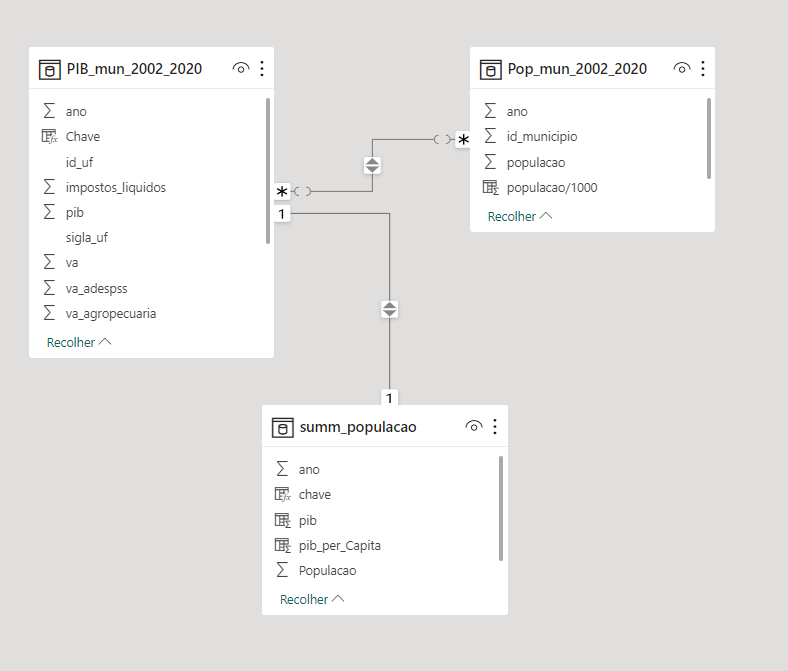 PIB_mun_2002_2020
ano
Chave
id_uf
impostos_liquidos
pib
sigla_uf
va
va_adespss
va_agropecuaria
Recolher
Pop_mun_2002_2020
ano
id_municipio
populacao
populacao/1000
Recolher
*
*
1
1
summ_populacao
ano
chave
pib
pib_per_Capita
Populacao
Recolher